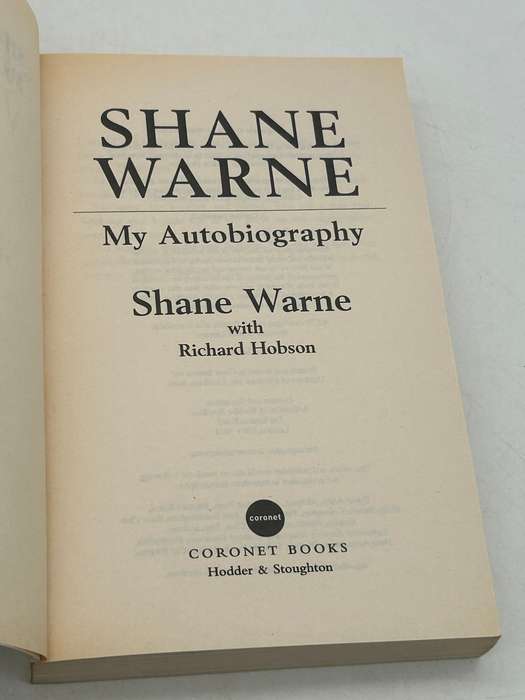 SHANE
WARNE
My Autobiography
Shane Warne
with
Richard Hobson
coronet
CORONET BOOKS
Hodder & Stoughton